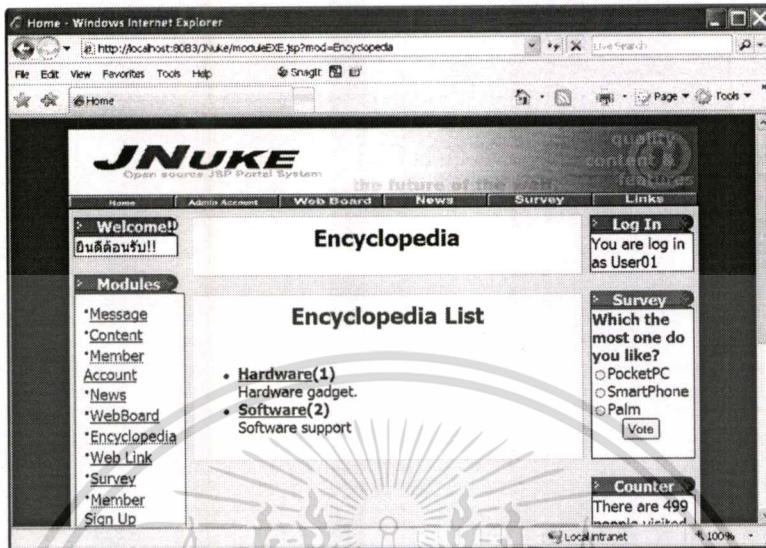 Home - Windows Internet Explorer
http://localhost:8083/JNuke/moduleEXE.jsp?mod=Encyclopedia
Live Search
File Edit View Favorites Tools Help
SnagIt
Home
Page
Tools
JNUKE
Open source JSP Portal System
the future of the web
quality
content &
features
Home Admin Account Web Board News Survey Links
Welcome!!
ยินดีต้อนรับ!!
Modules
*Message
*Content
*Member
Account
*News
*WebBoard
*Encyclopedia
*Web Link
*Survey
*Member
Sign Up
Encyclopedia
Encyclopedia List
• Hardware(1)
Hardware gadget.
• Software(2)
Software support
Log In
You are log in
as User01
Survey
Which the
most one do
you like?
PocketPC
SmartPhone
Palm
Vote
Counter
There are 499
people visited
Local intranet
100%